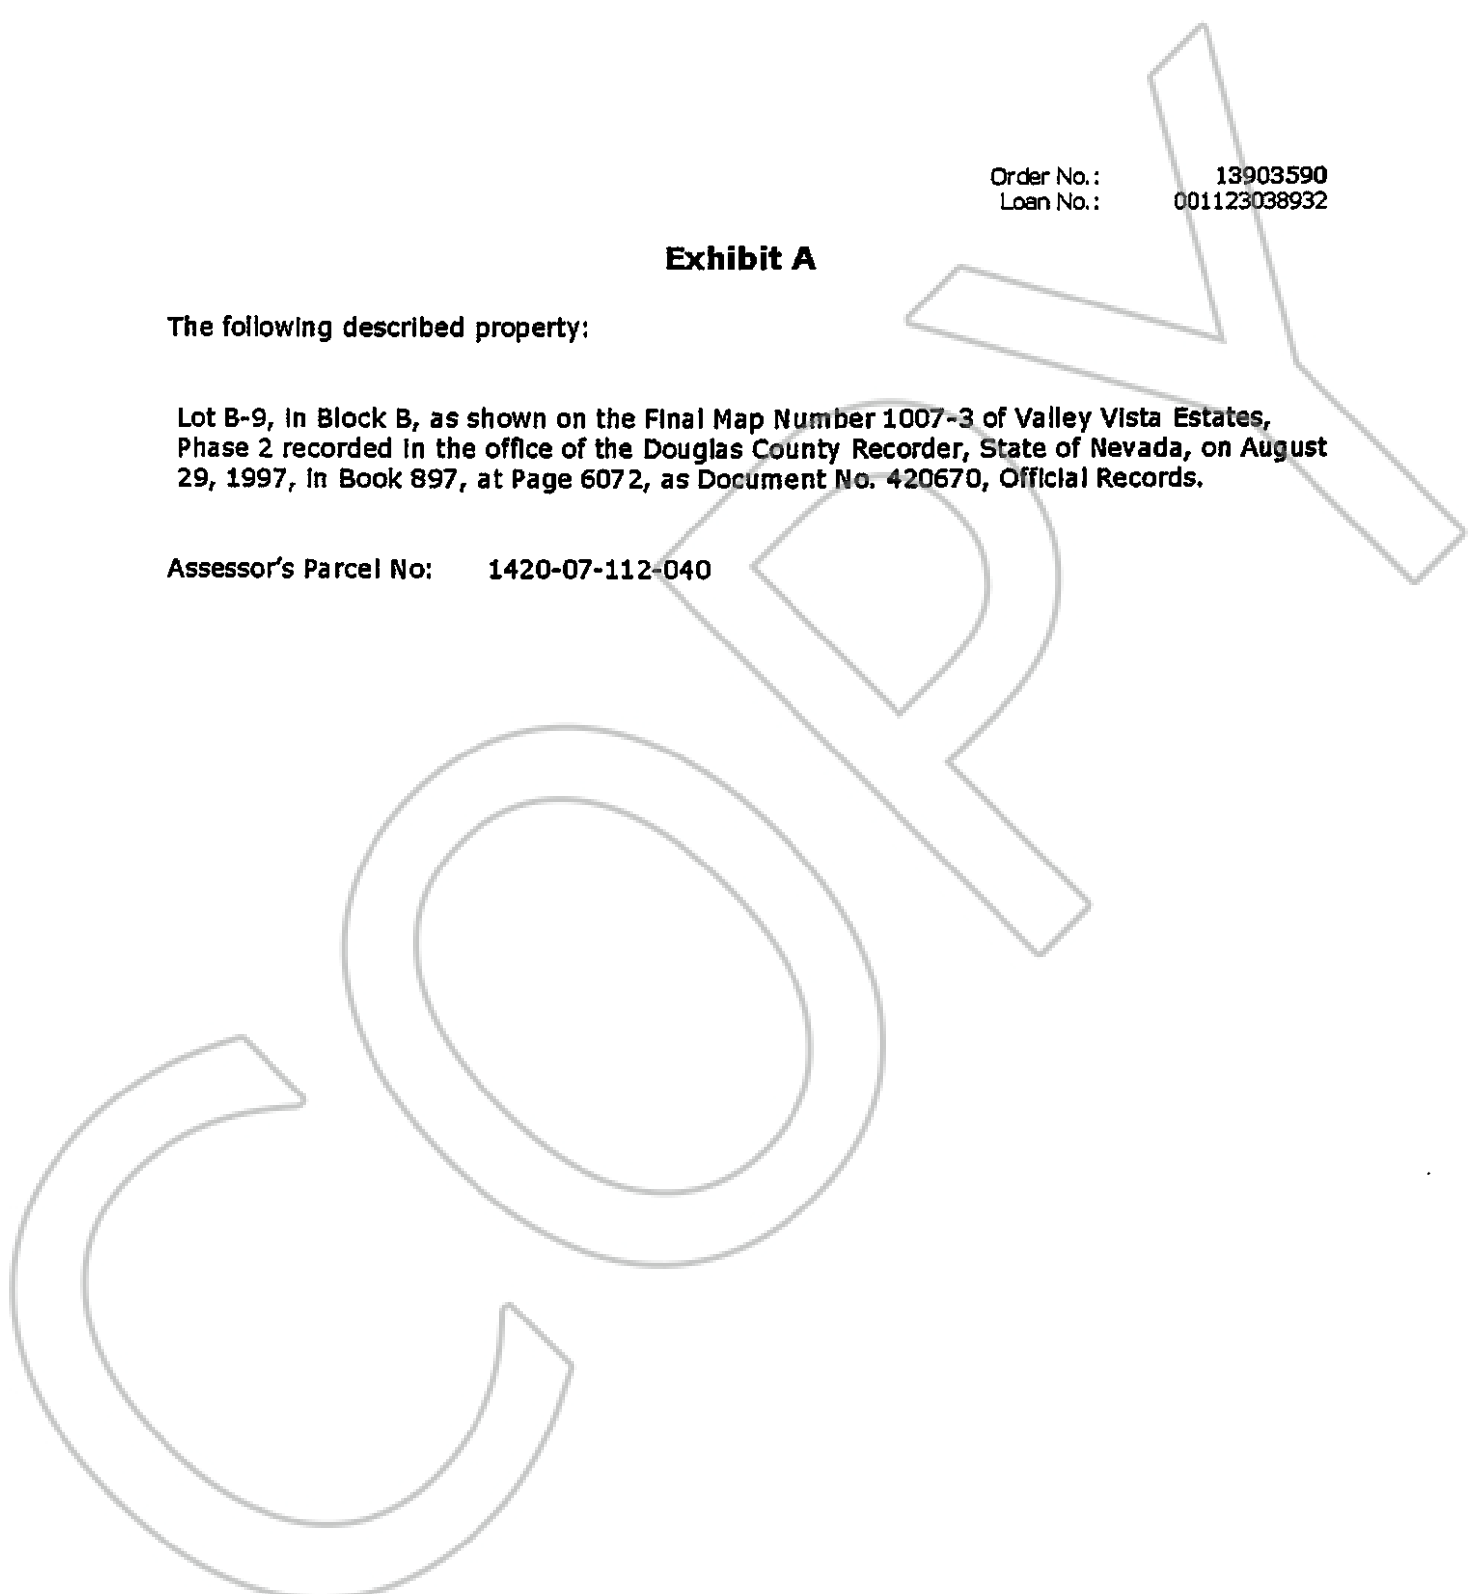 Order No.: 13903590
Loan No.: 001123038932
Exhibit A
The following described property:
Lot B-9, in Block B, as shown on the Final Map Number 1007-3 of Valley Vista Estates,
Phase 2 recorded in the office of the Douglas County Recorder, State of Nevada, on August
29, 1997, in Book 897, at Page 6072, as Document No. 420670, Official Records.
Assessor's Parcel No: 1420-07-112-040
COPY